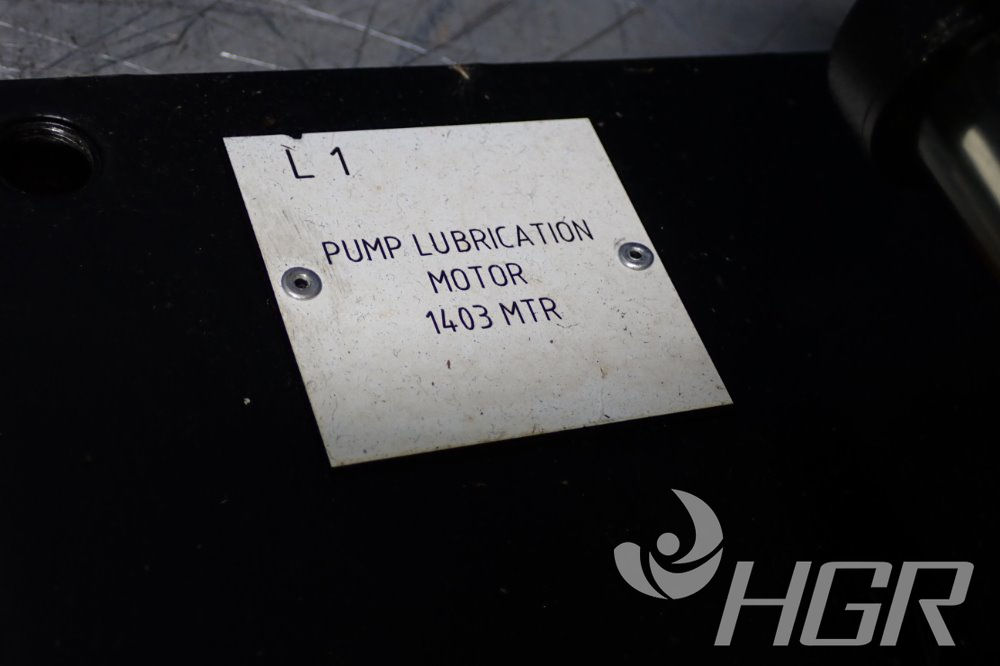 L 1
PUMP LUBRICATION
MOTOR
1403 MTR
HGR